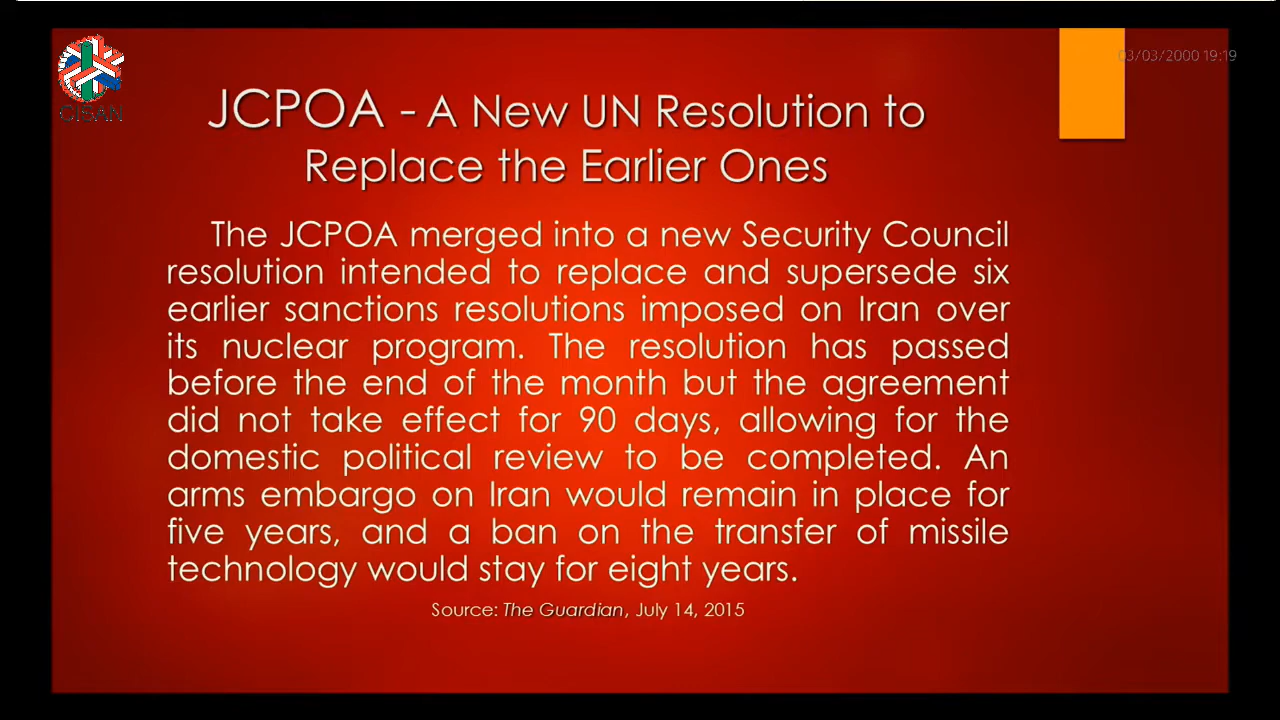 CISAN
03/03/2000 19:19
JCPOA - A New UN Resolution to
Replace the Earlier Ones
The JCPOA merged into a new Security Council
resolution intended to replace and supersede six
earlier sanctions resolutions imposed on Iran over
its nuclear program. The resolution has passed
before the end of the month but the agreement
did not take effect for 90 days, allowing for the
domestic political review to be completed. An
arms embargo on Iran would remain in place for
five years, and a ban on the transfer of missile
technology would stay for eight years.
Source: The Guardian, July 14, 2015